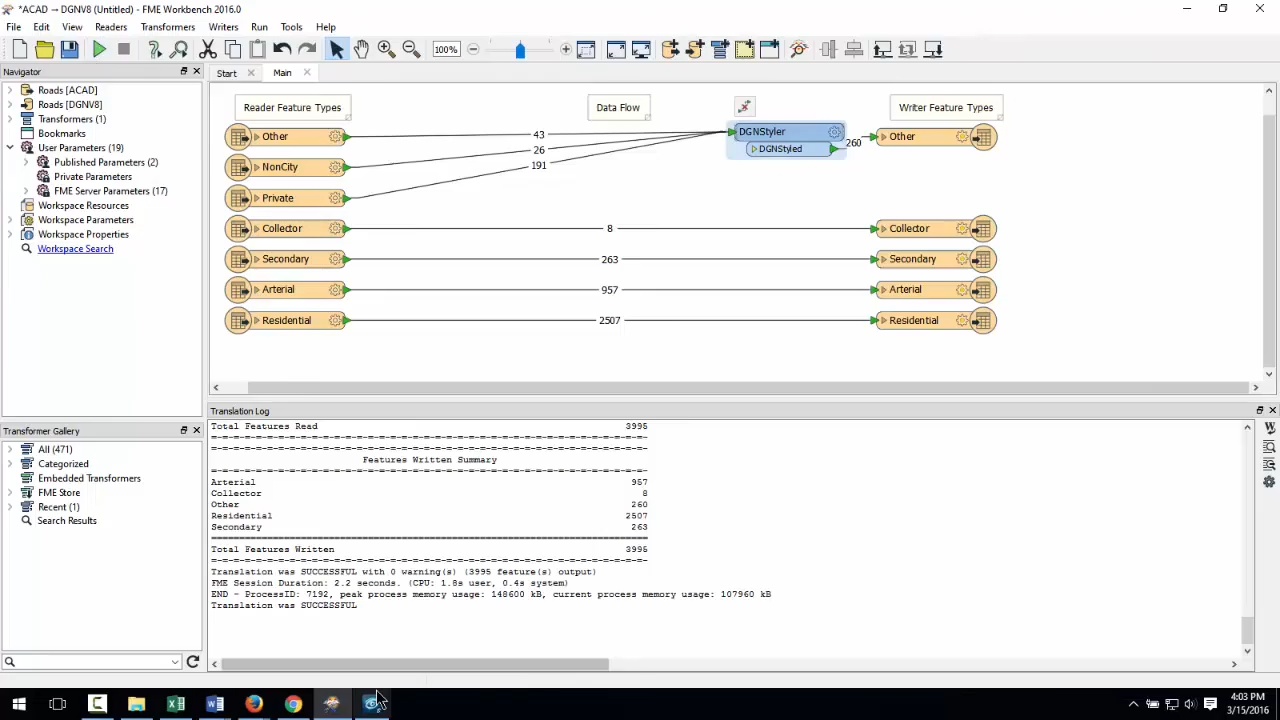 *ACAD → DGNV8 (Untitled) - FME Workbench 2016.0
File Edit View Readers Transformers Writers Run Tools Help
100%
Navigator
Start Main
Roads [ACAD]
Roads [DGNV8]
Transformers (1)
Bookmarks
User Parameters (19)
Published Parameters (2)
Private Parameters
FME Server Parameters (17)
Workspace Resources
Workspace Parameters
Workspace Properties
Workspace Search
Reader Feature Types Data Flow Writer Feature Types
Other 43 DGNStyler Other
DGNStyled 260
NonCity 26
191
Private
Collector 8 Collector
Secondary 263 Secondary
Arterial 957 Arterial
Residential 2507 Residential
Transformer Gallery
All (471)
Categorized
Embedded Transformers
FME Store
Recent (1)
Search Results
Translation Log
Total Features Read 3995
=-=-=-=-=-=-=-=-=-=-=-=-=-=-=-=-=-=-=-=-=-=-=-=-=-=-=-=-=-=-=-=-=-=-=-=-=-=-
=-=-=-=-=-=-=-=-=-=-=-=-=-=-=-=-=-=-=-=-=-=-=-=-=-=-=-=-=-=-=-=-=-=-=-=-=-=-
Features Written Summary
=-=-=-=-=-=-=-=-=-=-=-=-=-=-=-=-=-=-=-=-=-=-=-=-=-=-=-=-=-=-=-=-=-=-=-=-=-=-
Arterial 957
Collector 8
Other 260
Residential 2507
Secondary 263
==============================================================================
Total Features Written 3995
=-=-=-=-=-=-=-=-=-=-=-=-=-=-=-=-=-=-=-=-=-=-=-=-=-=-=-=-=-=-=-=-=-=-=-=-=-=-
Translation was SUCCESSFUL with 0 warning(s) (3995 feature(s) output)
FME Session Duration: 2.2 seconds. (CPU: 1.8s user, 0.4s system)
END - ProcessID: 7192, peak process memory usage: 148600 kB, current process memory usage: 107960 kB
Translation was SUCCESSFUL
4:03 PM
3/15/2016